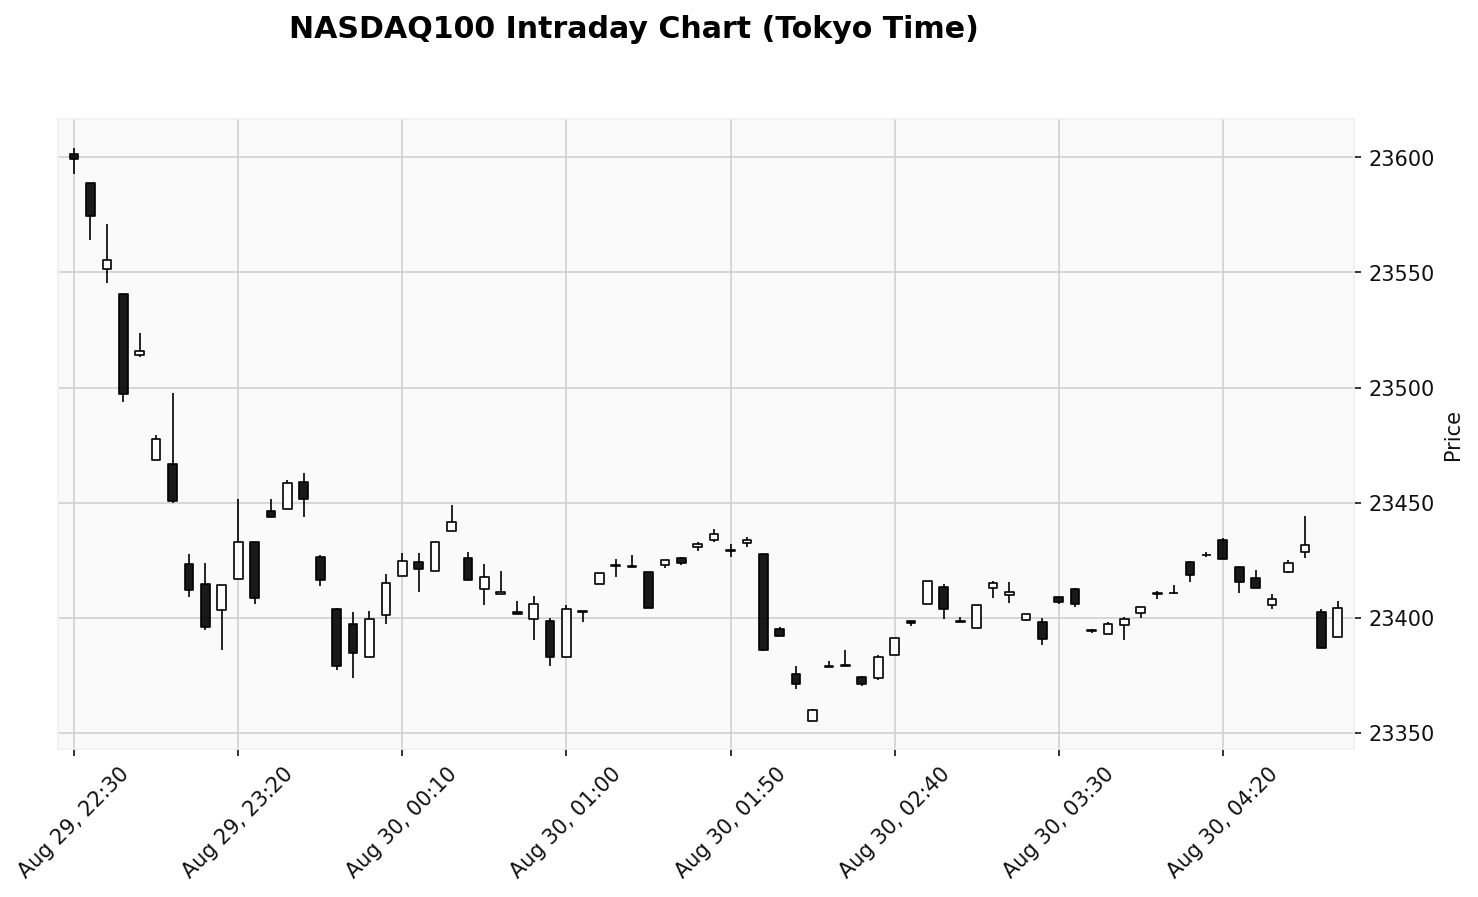 NASDAQ100 Intraday Chart (Tokyo Time)
23600
23550
23500
23450
23400
23350
Price
Aug 29, 22:30
Aug 29, 23:20
Aug 30, 00:10
Aug 30, 01:00
Aug 30, 01:50
Aug 30, 02:40
Aug 30, 03:30
Aug 30, 04:20